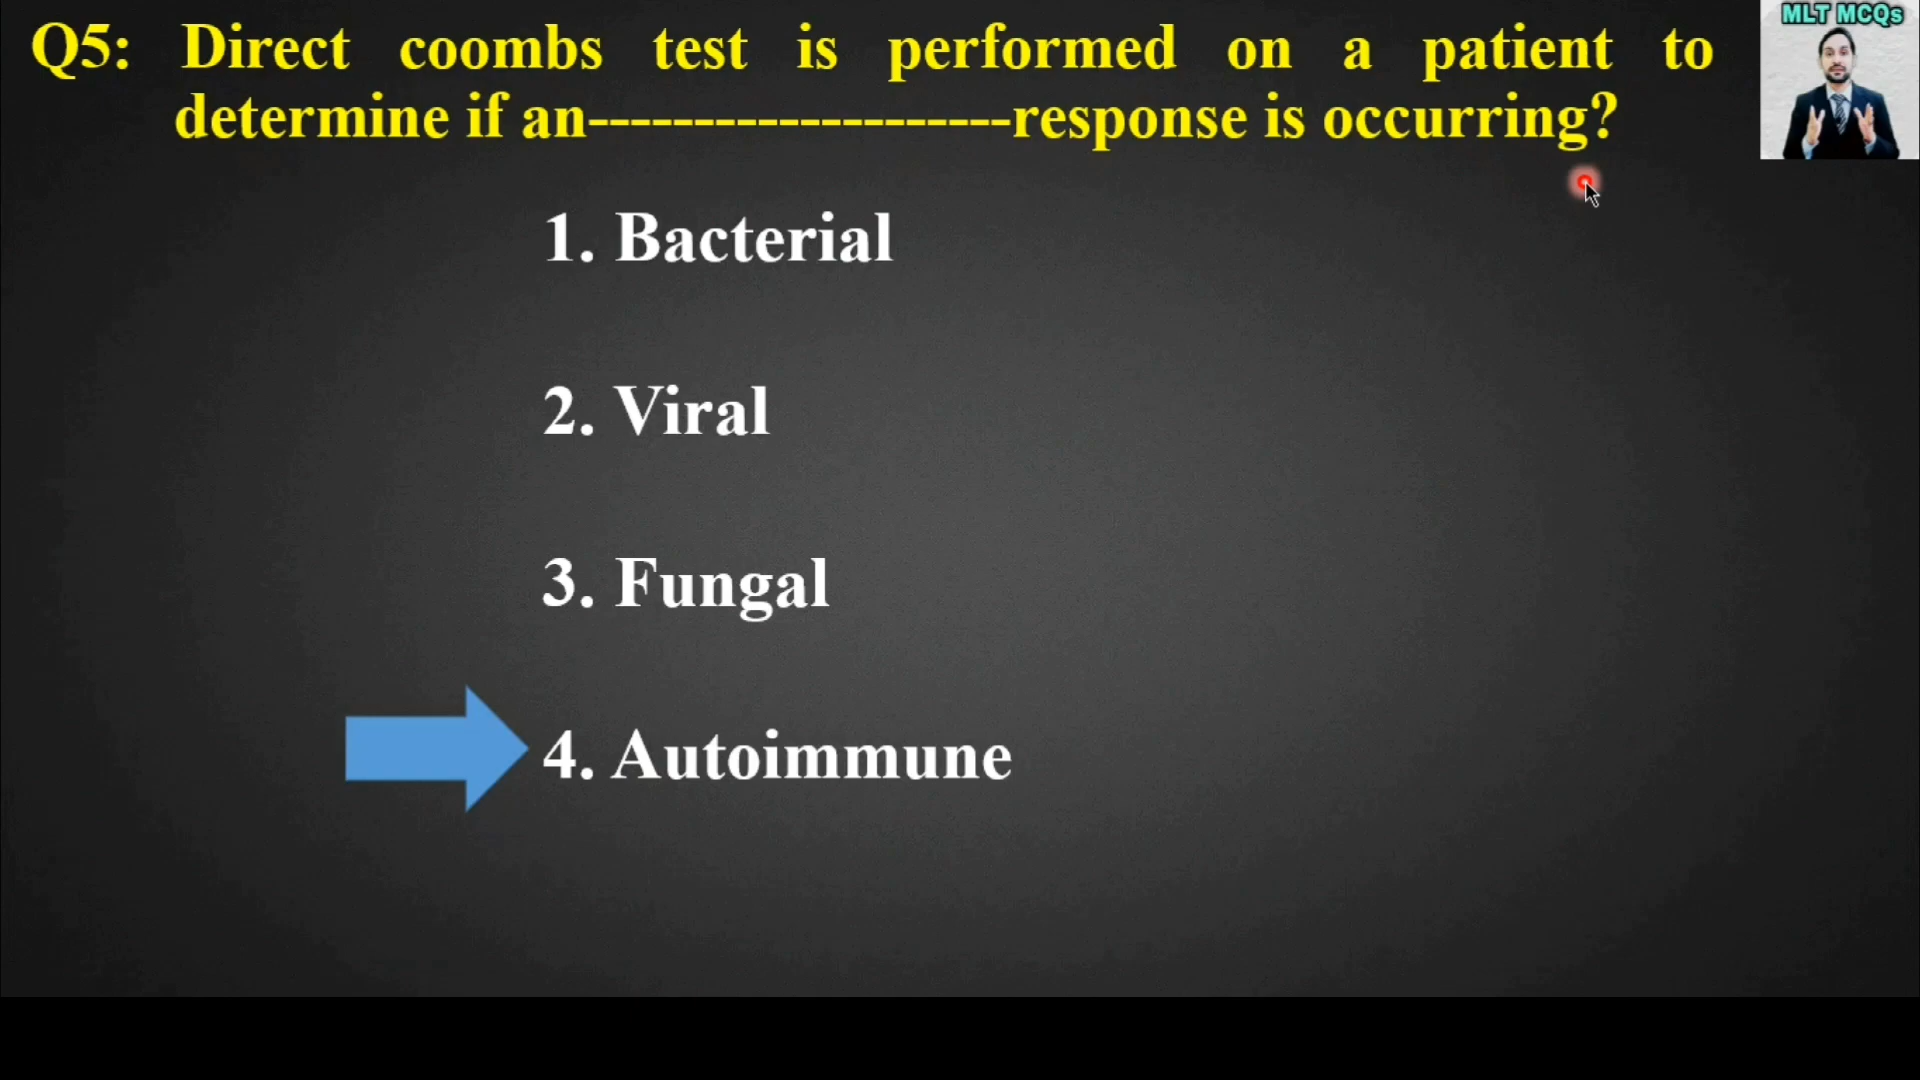 MLT MCQs
Q5: Direct coombs test is performed on a patient to
determine if an--------------------response is occurring?
1. Bacterial
2. Viral
3. Fungal
4. Autoimmune